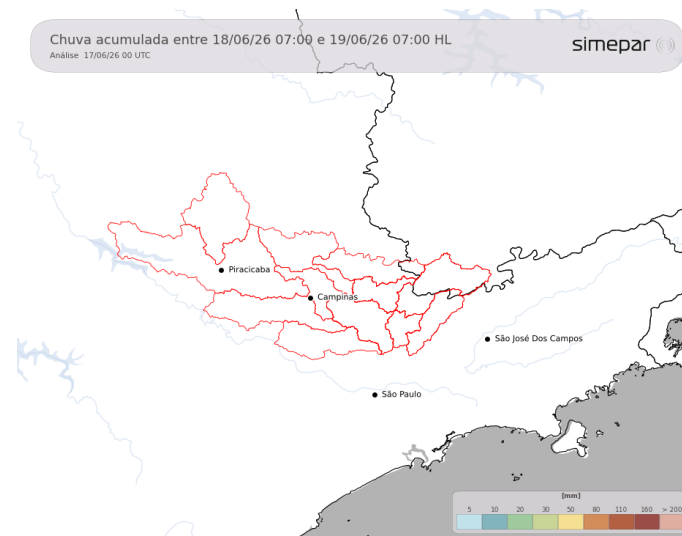 Chuva acumulada entre 18/06/26 07:00 e 19/06/26 07:00 HL
Análise 17/06/26 00 UTC
simepar
Piracicaba
Campinas
São José Dos Campos
São Paulo
[mm]
5 10 20 30 50 80 110 160 > 200